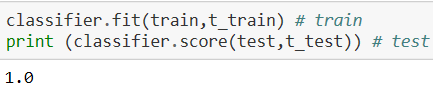 classifier.fit(train,t_train) # train
print (classifier.score(test,t_test)) # test
1.0